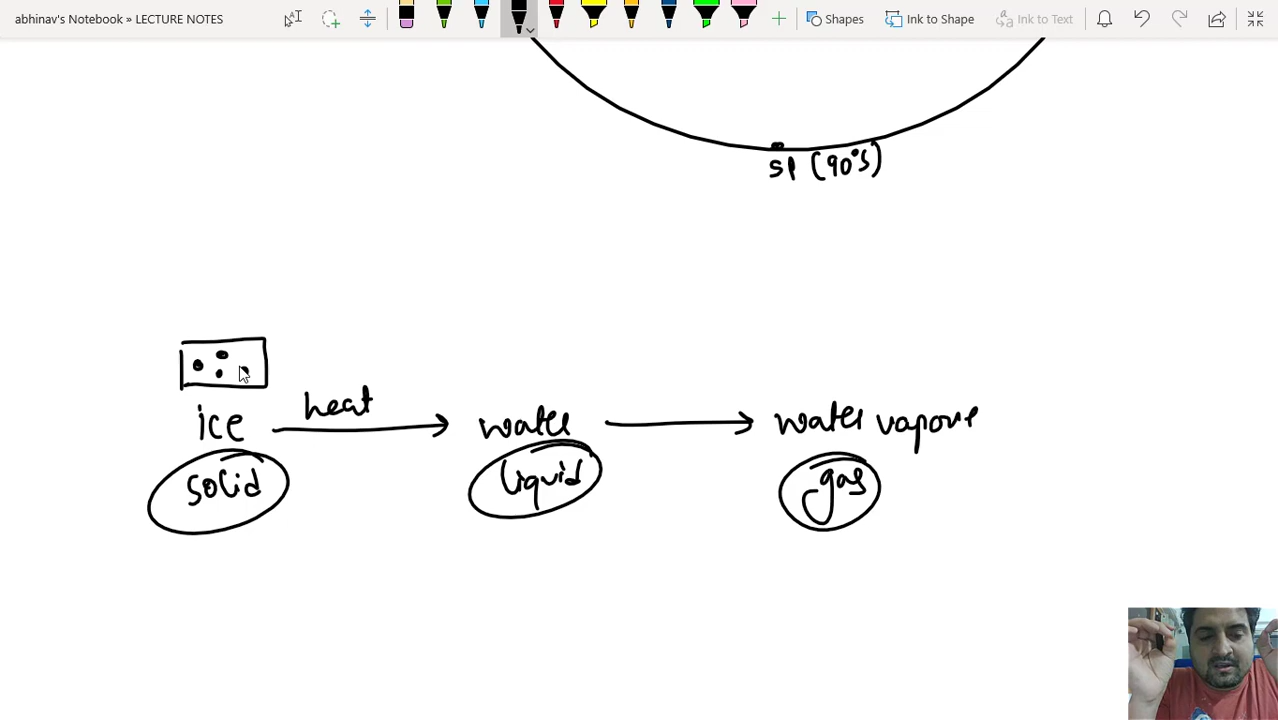 abhinav's Notebook » LECTURE NOTES
Shapes
Ink to Shape
Ink to Text
SP (90°S)
heat
ice water water vapour
solid liquid gas